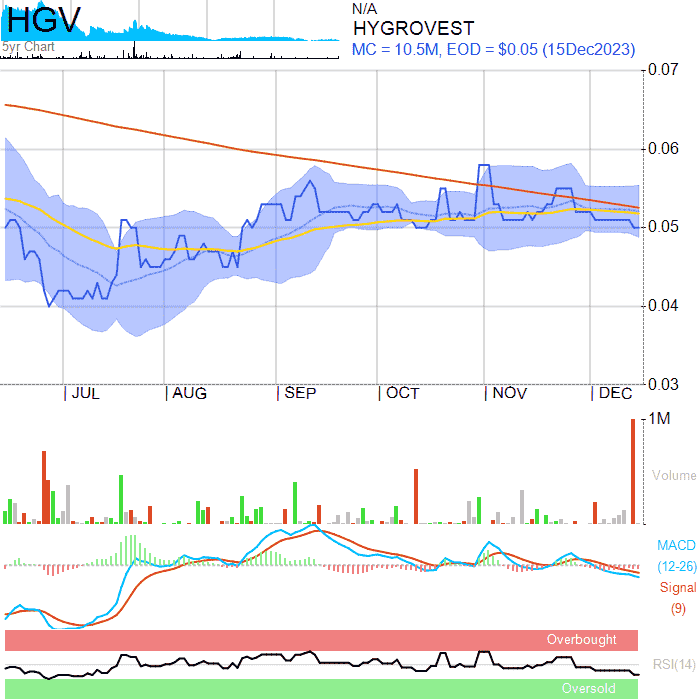 HGV
5yr Chart
N/A
HYGROVEST
MC = 10.5M, EOD = $0.05 (15Dec2023)
0.07
0.06
0.05
0.04
0.03
JUL
AUG
SEP
OCT
NOV
DEC
1M
Volume
MACD
(12-26)
Signal
(9)
Overbought
RSI(14)
Oversold